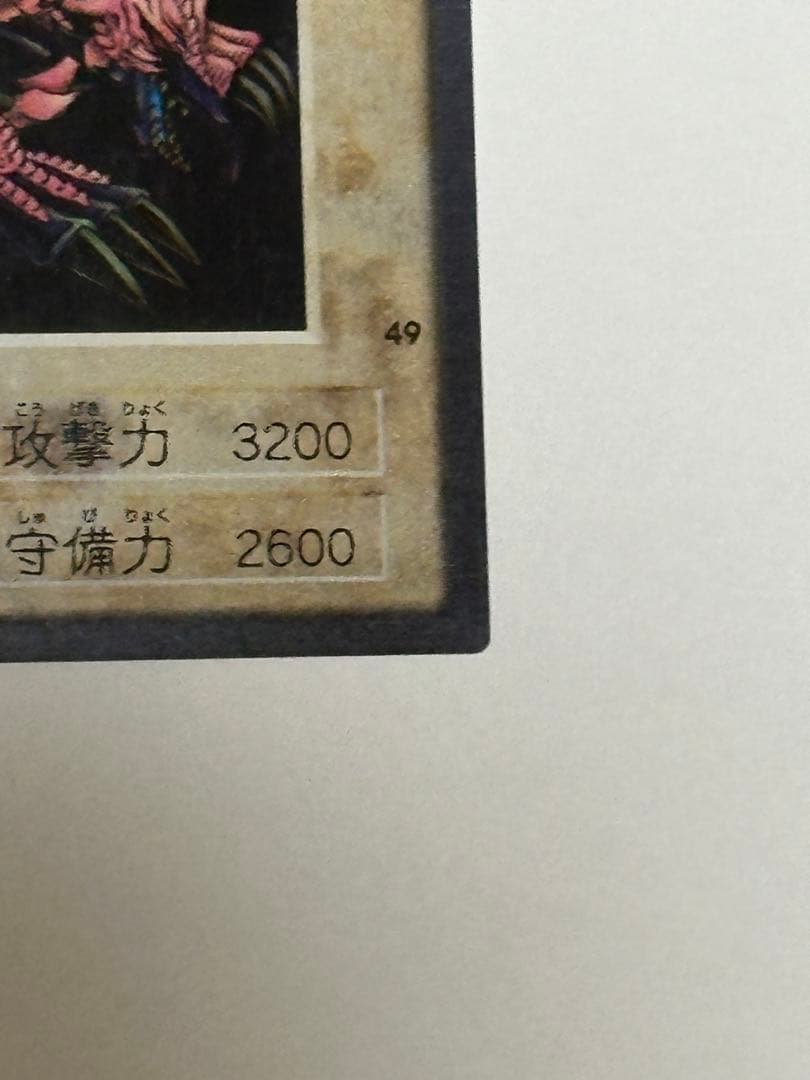 49
こう げき りょく
攻撃力 3200
しゅ び りょく
守備力 2600